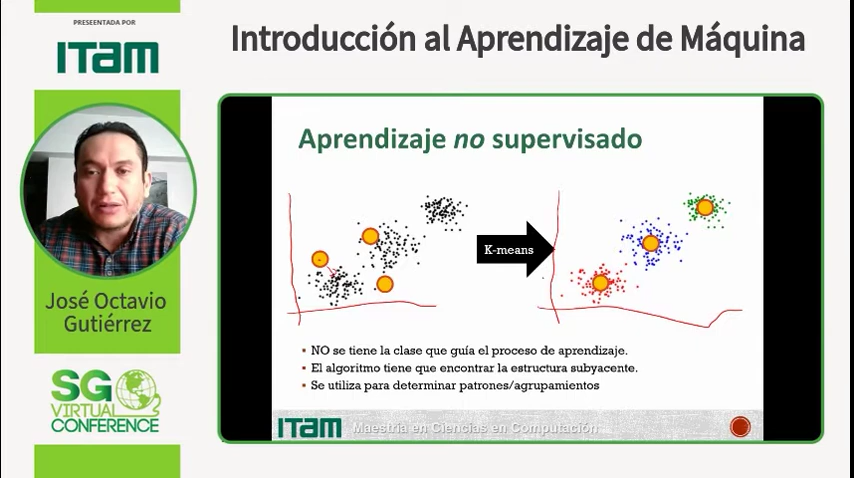 PRESEENTADA POR
ITAM
Introducción al Aprendizaje de Máquina
José Octavio
Gutiérrez
SG
VIRTUAL
CONFERENCE
Aprendizaje no supervisado
K-means
▪ NO se tiene la clase que guía el proceso de aprendizaje.
▪ El algoritmo tiene que encontrar la estructura subyacente.
▪ Se utiliza para determinar patrones/agrupamientos
ITAM Maestría en Ciencias en Computación